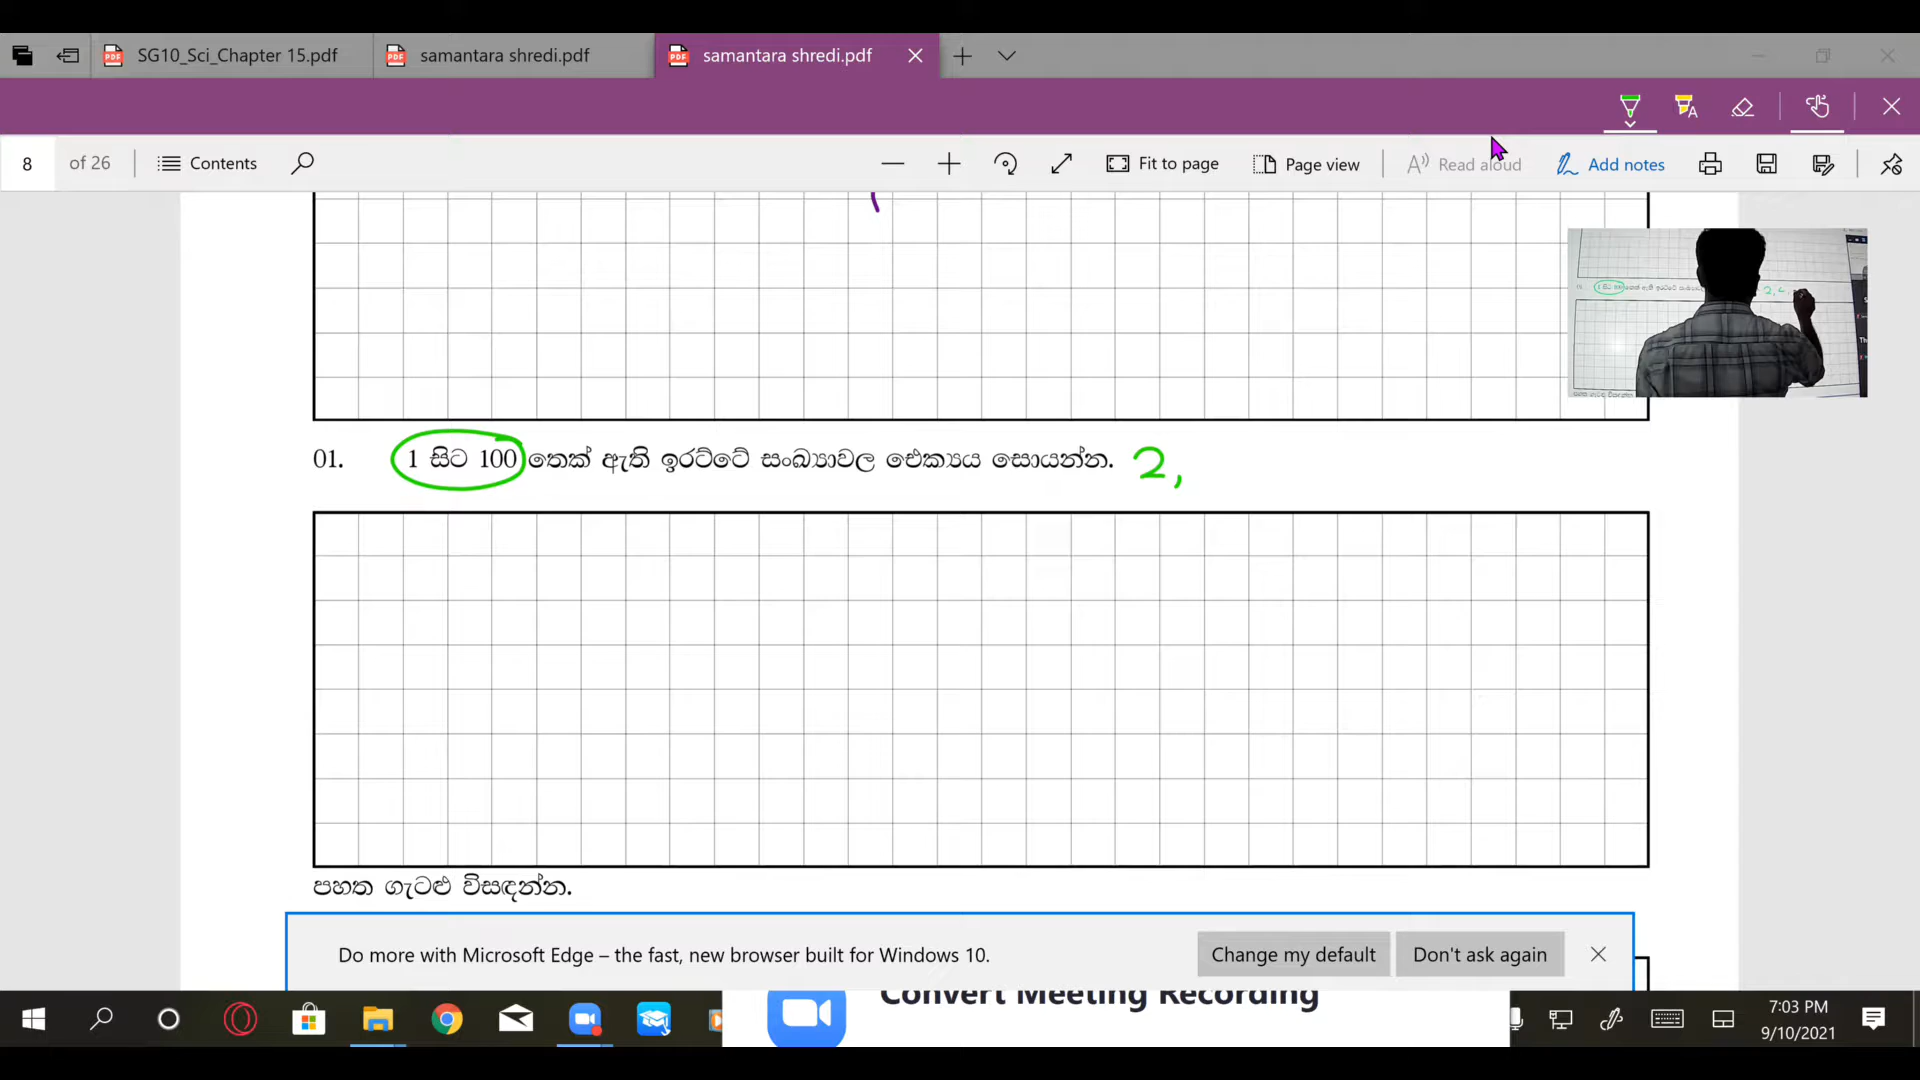 SG10_Sci_Chapter 15.pdf
samantara shredi.pdf
samantara shredi.pdf
8 of 26
Contents
Fit to page
Page view
Read aloud
Add notes
01. 1 සිට 100 තෙක් ඇති ඉරට්ටේ සංඛ්‍යාවල ඓක්‍යය සොයන්න. 2,
පහත ගැටළු විසඳන්න.
Do more with Microsoft Edge – the fast, new browser built for Windows 10.
Change my default
Don't ask again
Convert Meeting Recording
7:03 PM
9/10/2021